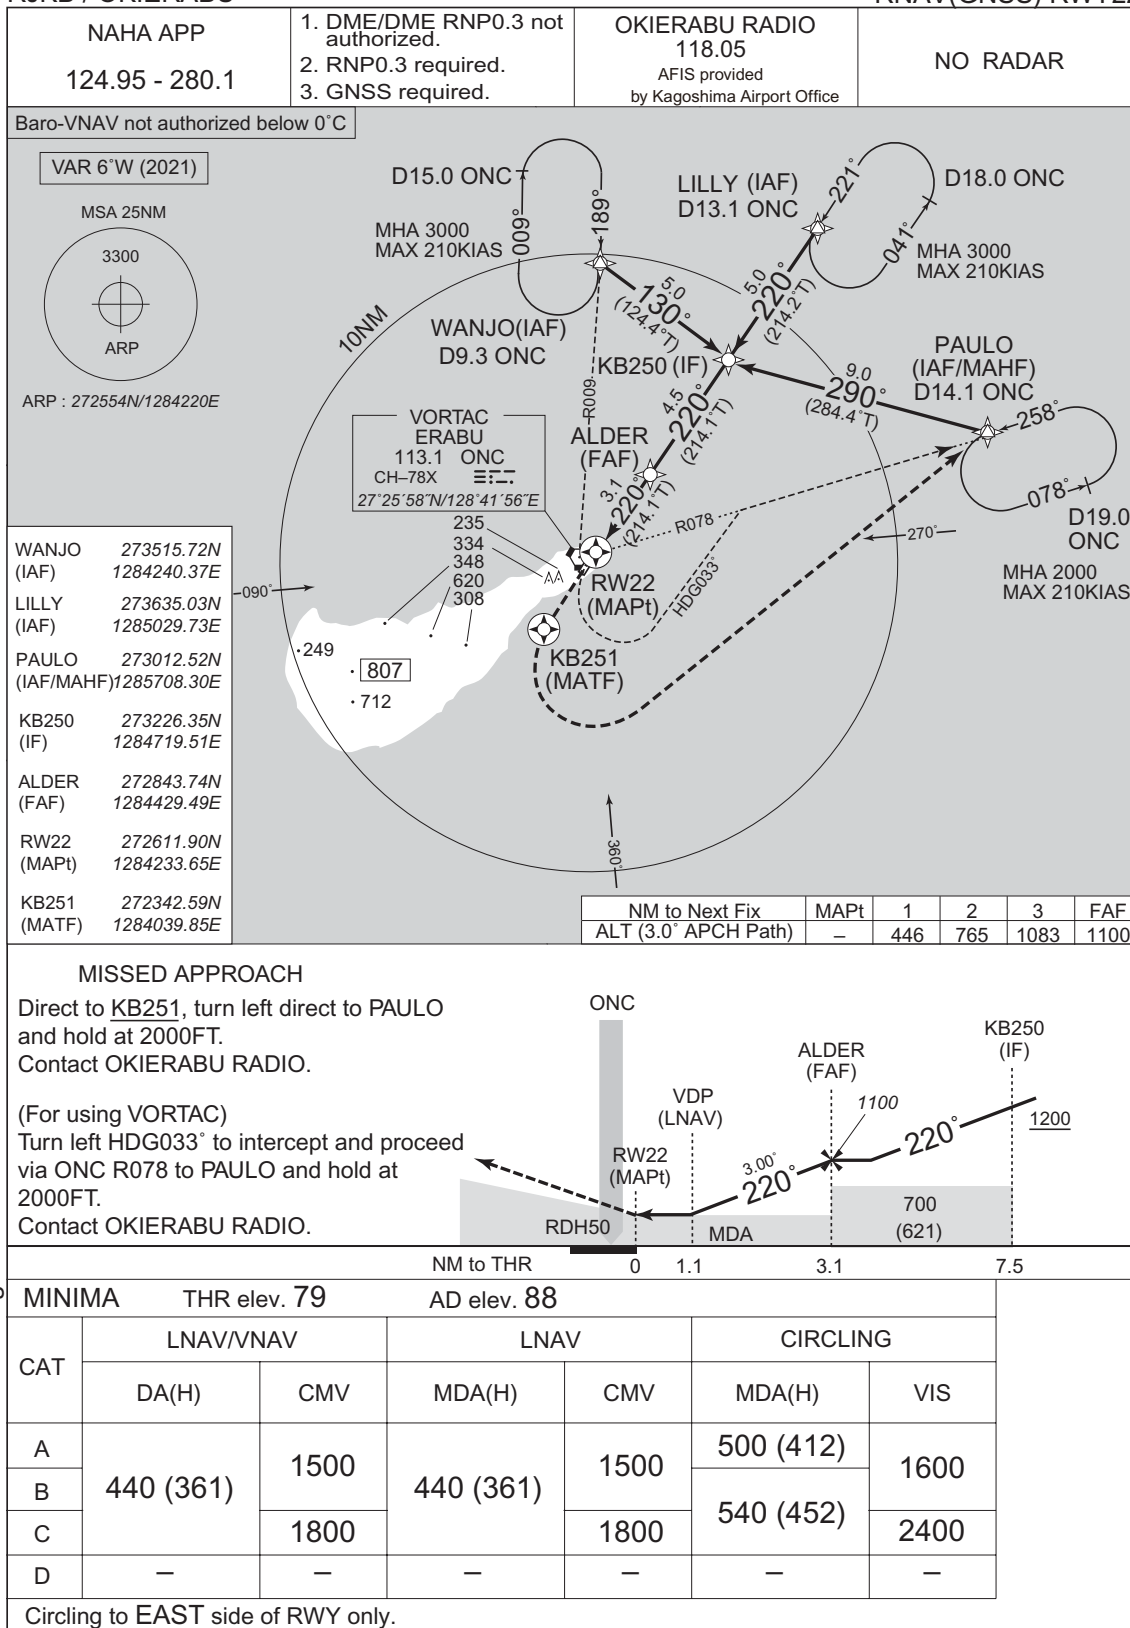 NAHA APP
124.95 - 280.1
1. DME/DME RNP0.3 not
authorized.
2. RNP0.3 required.
3. GNSS required.
OKIERABU RADIO
118.05
AFIS provided
by Kagoshima Airport Office
NO RADAR
Baro-VNAV not authorized below 0°C
VAR 6°W (2021)
MSA 25NM
3300
ARP
ARP : 272554N/1284220E
D15.0 ONC
009°
189°
MHA 3000
MAX 210KIAS
WANJO(IAF)
D9.3 ONC
10NM
LILLY (IAF)
D13.1 ONC
221°
041°
D18.0 ONC
MHA 3000
MAX 210KIAS
5.0
130°
(124.4°T)
5.0
220°
(214.2°T)
KB250 (IF)
PAULO
(IAF/MAHF)
D14.1 ONC
9.0
290°
(284.4°T)
258°
078°
D19.0
ONC
MHA 2000
MAX 210KIAS
R009
4.5
220°
(214.1°T)
ALDER
(FAF)
3.1
220°
(214.1°T)
R078
HDG033°
270°
VORTAC
ERABU
113.1 ONC
CH–78X
27°25′58″N/128°41′56″E
235
334
348
620
308
RW22
(MAPt)
KB251
(MATF)
090°
249
807
712
360°
WANJO 273515.72N
(IAF) 1284240.37E
LILLY 273635.03N
(IAF) 1285029.73E
PAULO 273012.52N
(IAF/MAHF) 1285708.30E
KB250 273226.35N
(IF) 1284719.51E
ALDER 272843.74N
(FAF) 1284429.49E
RW22 272611.90N
(MAPt) 1284233.65E
KB251 272342.59N
(MATF) 1284039.85E
NM to Next Fix MAPt 1 2 3 FAF
ALT (3.0° APCH Path) – 446 765 1083 1100
MISSED APPROACH
Direct to KB251, turn left direct to PAULO
and hold at 2000FT.
Contact OKIERABU RADIO.
(For using VORTAC)
Turn left HDG033° to intercept and proceed
via ONC R078 to PAULO and hold at
2000FT.
Contact OKIERABU RADIO.
ONC
KB250
(IF)
ALDER
(FAF)
VDP
(LNAV)
1100
1200
RW22
(MAPt)
3.00°
220°
220°
700
(621)
RDH50
MDA
NM to THR 0 1.1 3.1 7.5
MINIMA THR elev. 79 AD elev. 88
CAT LNAV/VNAV LNAV CIRCLING
DA(H) CMV MDA(H) CMV MDA(H) VIS
A 440 (361) 1500 440 (361) 1500 500 (412) 1600
B 540 (452)
C 1800 1800 2400
D – – – – – –
Circling to EAST side of RWY only.